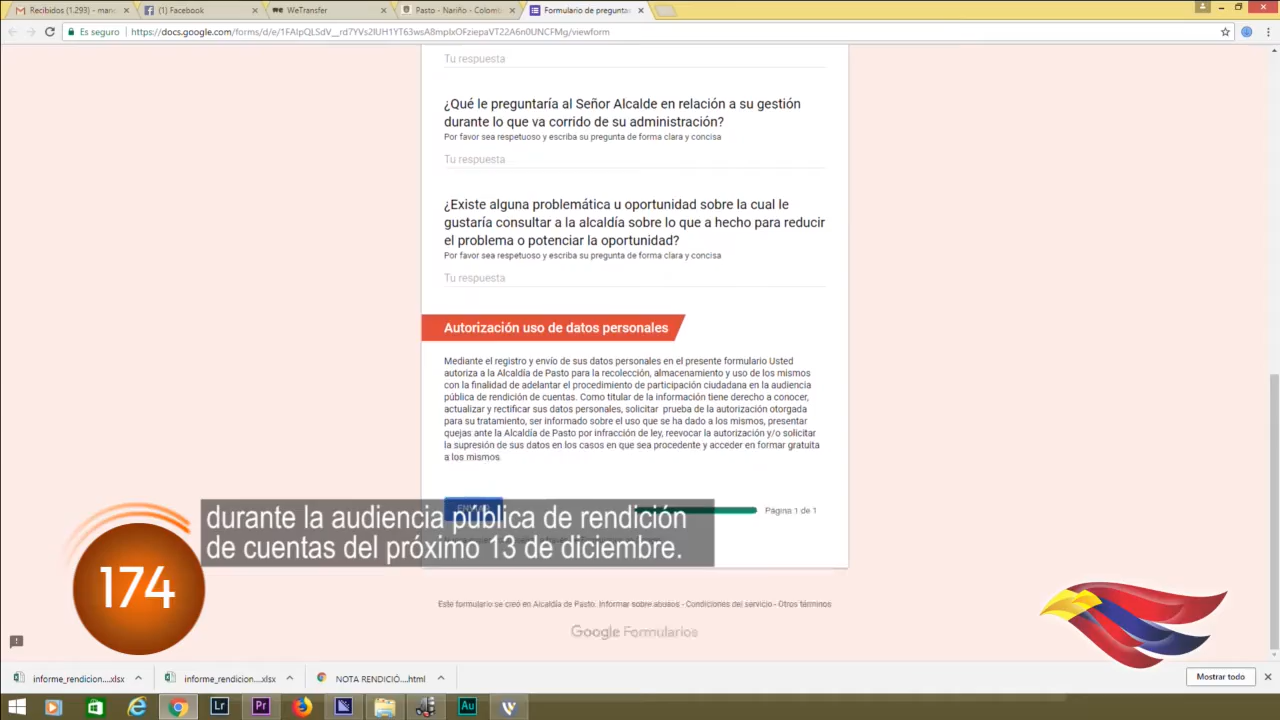 Recibidos (1.293) - mane
(1) Facebook
WeTransfer
Pasto - Nariño - Colomb
Formulario de pregunta
Es seguro
https://docs.google.com/forms/d/e/1FAIpQLSdV__rd7YVs2IUH1YT63wsA8mpIxOFziepaVT22A6n0UNCFMg/viewform
Tu respuesta
¿Qué le preguntaría al Señor Alcalde en relación a su gestión
durante lo que va corrido de su administración?
Por favor sea respetuoso y escriba su pregunta de forma clara y concisa
Tu respuesta
¿Existe alguna problemática u oportunidad sobre la cual le
gustaría consultar a la alcaldía sobre lo que a hecho para reducir
el problema o potenciar la oportunidad?
Por favor sea respetuoso y escriba su pregunta de forma clara y concisa
Tu respuesta
Autorización uso de datos personales
Mediante el registro y envío de sus datos personales en el presente formulario Usted
autoriza a la Alcaldía de Pasto para la recolección, almacenamiento y uso de los mismos
con la finalidad de adelantar el procedimiento de participación ciudadana en la audiencia
pública de rendición de cuentas. Como titular de la información tiene derecho a conocer,
actualizar y rectificar sus datos personales, solicitar prueba de la autorización otorgada
para su tratamiento, ser informado sobre el uso que se ha dado a los mismos, presentar
quejas ante la Alcaldía de Pasto por infracción de ley, reevocar la autorización y/o solicitar
la supresión de sus datos en los casos en que sea procedente y acceder en formar gratuita
a los mismos
Página 1 de 1
durante la audiencia pública de rendición
de cuentas del próximo 13 de diciembre.
174
Este formulario se creó en Alcaldía de Pasto. Informar sobre abusos - Condiciones del servicio - Otros términos
Google Formularios
informe_rendicion....xlsx
informe_rendicion....xlsx
NOTA RENDICIÓ....html
Mostrar todo
Lr
Pr
Au